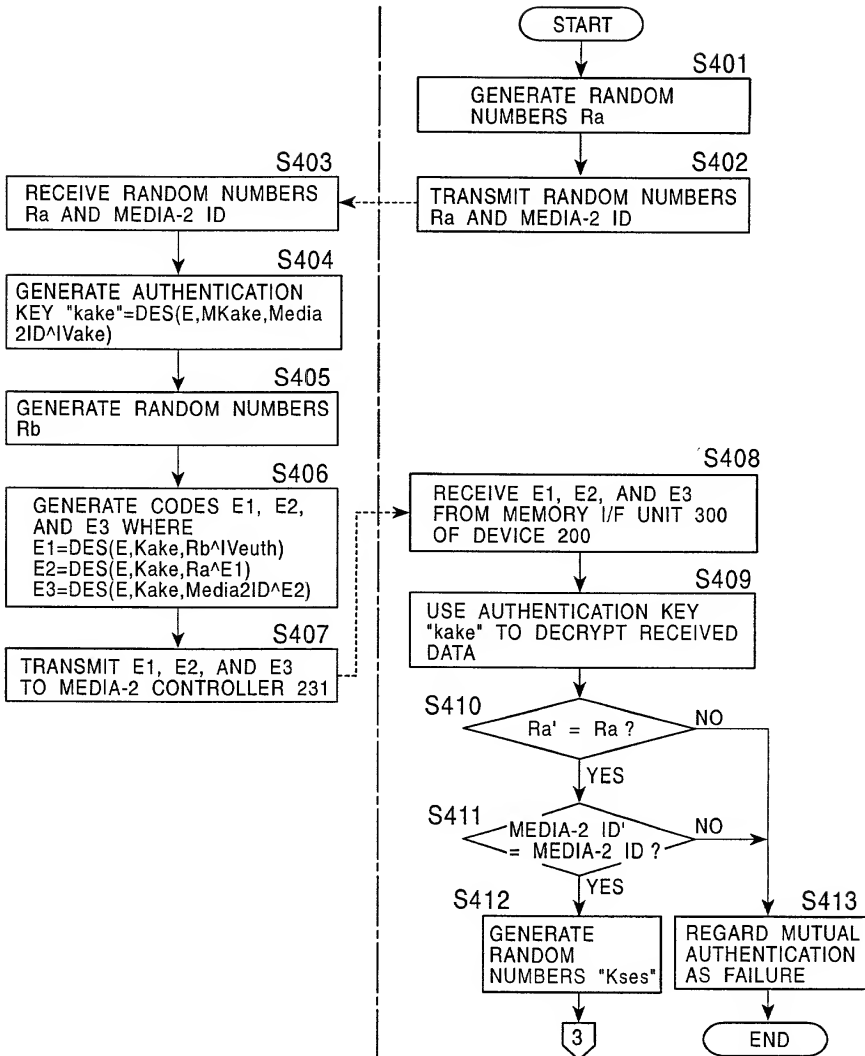 START
S401
GENERATE RANDOM
NUMBERS Ra
S402
TRANSMIT RANDOM NUMBERS
Ra AND MEDIA-2 ID
S403
RECEIVE RANDOM NUMBERS
Ra AND MEDIA-2 ID
S404
GENERATE AUTHENTICATION
KEY "kake"=DES(E,MKake,Media
2ID^IVake)
S405
GENERATE RANDOM NUMBERS
Rb
S406
GENERATE CODES E1, E2,
AND E3 WHERE
E1=DES(E,Kake,Rb^IVeuth)
E2=DES(E,Kake,Ra^E1)
E3=DES(E,Kake,Media2ID^E2)
S407
TRANSMIT E1, E2, AND E3
TO MEDIA-2 CONTROLLER 231
S408
RECEIVE E1, E2, AND E3
FROM MEMORY I/F UNIT 300
OF DEVICE 200
S409
USE AUTHENTICATION KEY
"kake" TO DECRYPT RECEIVED
DATA
S410
Ra' = Ra ?
NO
YES
S411
MEDIA-2 ID'
= MEDIA-2 ID ?
NO
YES
S412
GENERATE
RANDOM
NUMBERS "Kses"
3
S413
REGARD MUTUAL
AUTHENTICATION
AS FAILURE
END